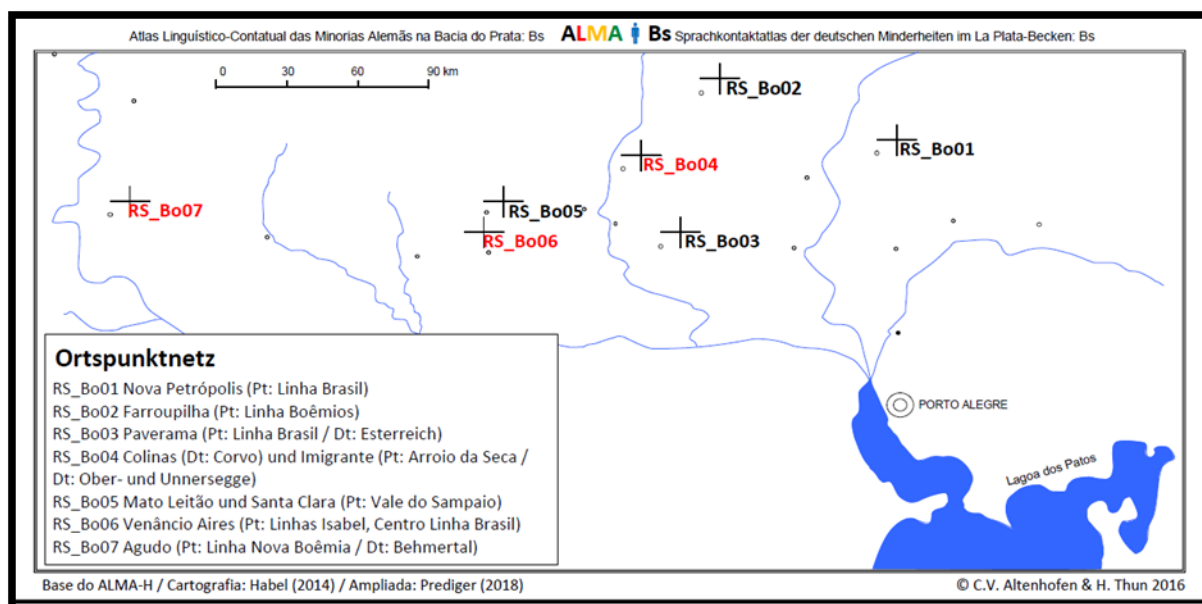 Atlas Linguístico-Contatual das Minorias Alemãs na Bacia do Prata: Bs ALMA Bs Sprachkontaktatlas der deutschen Minderheiten im La Plata-Becken: Bs
0 30 60 90 km
RS_Bo02
RS_Bo01
RS_Bo04
RS_Bo07
RS_Bo05
RS_Bo06
RS_Bo03
Ortspunktnetz
RS_Bo01 Nova Petrópolis (Pt: Linha Brasil)
RS_Bo02 Farroupilha (Pt: Linha Boêmios)
RS_Bo03 Paverama (Pt: Linha Brasil / Dt: Esterreich)
RS_Bo04 Colinas (Dt: Corvo) und Imigrante (Pt: Arroio da Seca /
Dt: Ober- und Unnersegge)
RS_Bo05 Mato Leitão und Santa Clara (Pt: Vale do Sampaio)
RS_Bo06 Venâncio Aires (Pt: Linhas Isabel, Centro Linha Brasil)
RS_Bo07 Agudo (Pt: Linha Nova Boêmia / Dt: Behmertal)
PORTO ALEGRE
Lagoa dos Patos
Base do ALMA-H / Cartografia: Habel (2014) / Ampliada: Prediger (2018)
© C.V. Altenhofen & H. Thun 2016